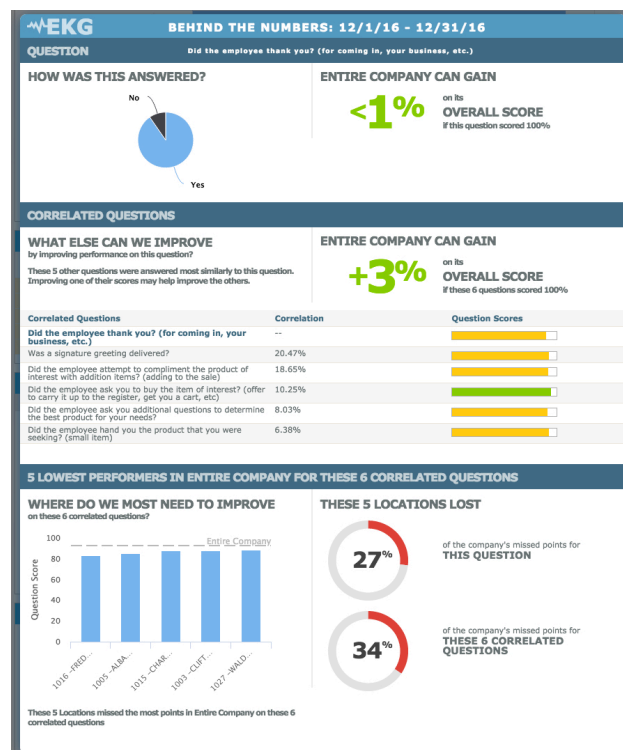 EKG
BEHIND THE NUMBERS: 12/1/16 - 12/31/16
QUESTION
Did the employee thank you? (for coming in, your business, etc.)
HOW WAS THIS ANSWERED?
No
Yes
ENTIRE COMPANY CAN GAIN
<1%
on its
OVERALL SCORE
if this question scored 100%
CORRELATED QUESTIONS
WHAT ELSE CAN WE IMPROVE
by improving performance on this question?
These 5 other questions were answered most similarly to this question.
Improving one of their scores may help improve the others.
ENTIRE COMPANY CAN GAIN
+3%
on its
OVERALL SCORE
if these 6 questions scored 100%
Correlated Questions Correlation Question Scores
Did the employee thank you? (for coming in, your --
business, etc.)
Was a signature greeting delivered? 20.47%
Did the employee attempt to compliment the product of 18.65%
interest with addition items? (adding to the sale)
Did the employee ask you to buy the item of interest? (offer 10.25%
to carry it up to the register, get you a cart, etc)
Did the employee ask you additional questions to determine 8.03%
the best product for your needs?
Did the employee hand you the product that you were 6.38%
seeking? (small item)
5 LOWEST PERFORMERS IN ENTIRE COMPANY FOR THESE 6 CORRELATED QUESTIONS
WHERE DO WE MOST NEED TO IMPROVE
on these 6 correlated questions?
Question Score
100
80
60
40
20
0
Entire Company
1016 -FRED...
1005 -ALBA...
1015 -CHAR...
1003 -CLIFT...
1027 -WALD...
These 5 Locations missed the most points in Entire Company on these 6
correlated questions
THESE 5 LOCATIONS LOST
27%
of the company's missed points for
THIS QUESTION
34%
of the company's missed points for
THESE 6 CORRELATED
QUESTIONS